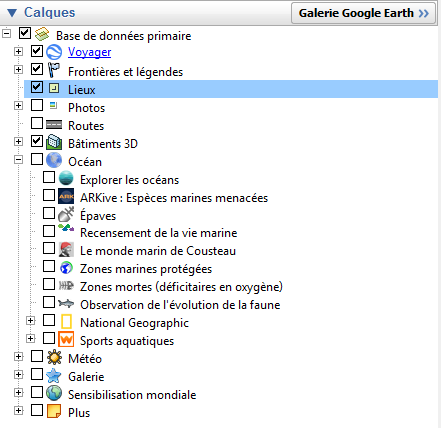 Calques
Galerie Google Earth >>
Base de données primaire
Voyager
Frontières et légendes
Lieux
Photos
Routes
Bâtiments 3D
Océan
Explorer les océans
ARK
ARKive : Espèces marines menacées
Épaves
Recensement de la vie marine
Le monde marin de Cousteau
Zones marines protégées
Zones mortes (déficitaires en oxygène)
Observation de l'évolution de la faune
National Geographic
W
Sports aquatiques
Météo
Galerie
Sensibilisation mondiale
Plus